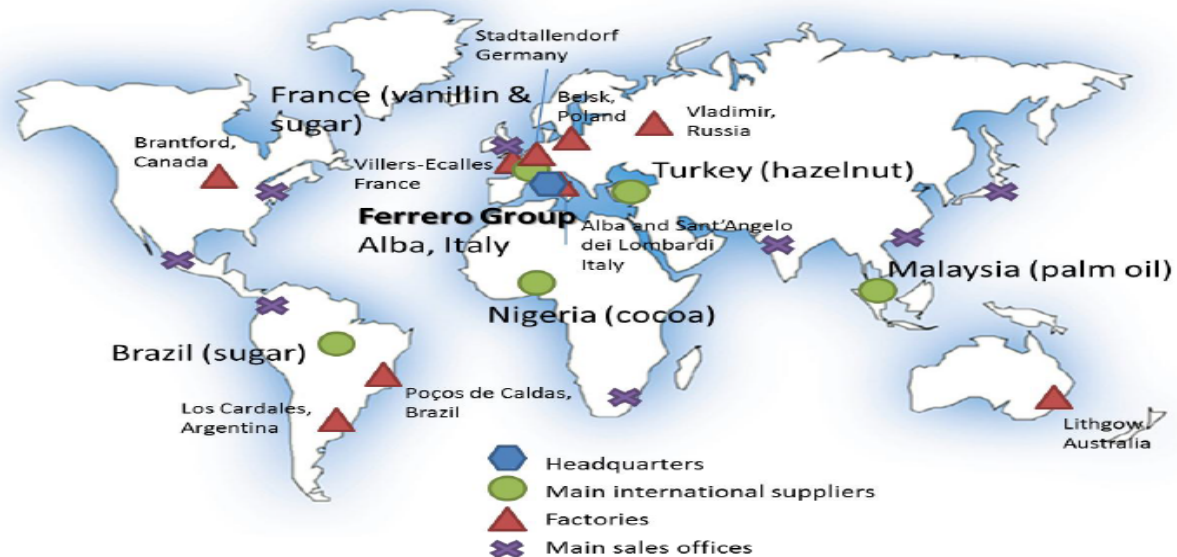 Stadtallendorf
Germany
France (vanillin &
sugar)
Belsk,
Poland
Vladimir,
Russia
Brantford,
Canada
Villers-Ecalles
France
Turkey (hazelnut)
Ferrero Group
Alba, Italy
Alba and Sant'Angelo
dei Lombardi
Italy
Malaysia (palm oil)
Nigeria (cocoa)
Brazil (sugar)
Poços de Caldas,
Brazil
Los Cardales,
Argentina
Lithgow,
Australia
Headquarters
Main international suppliers
Factories
Main sales offices